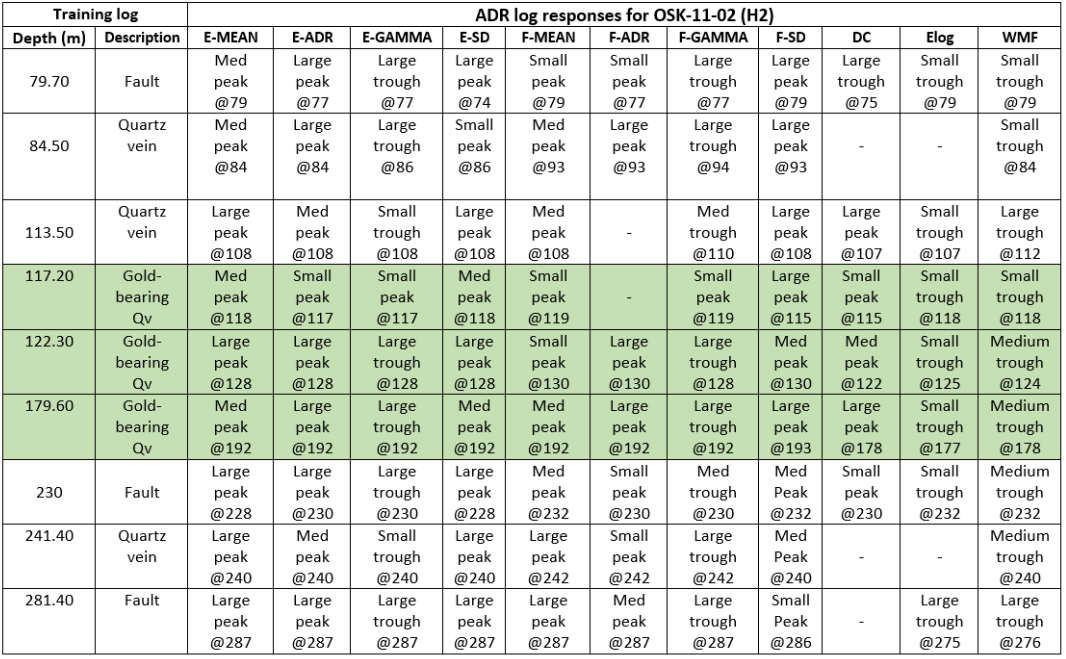 Training log ADR log responses for OSK-11-02 (H2)
Depth (m) Description E-MEAN E-ADR E-GAMMA E-SD F-MEAN F-ADR F-GAMMA F-SD DC Elog WMF
Med Large Large Large Small Small Large Large Large Small Small
79.70 Fault peak peak trough peak peak peak trough peak trough trough trough
@79 @77 @77 @74 @79 @77 @77 @79 @75 @79 @79
Quartz Med Large Large Small Med Large Large Large Small
84.50 vein peak peak trough peak peak peak trough peak - - trough
@84 @84 @86 @86 @93 @93 @94 @93 @84
Quartz Large Med Small Large Med Med Large Large Small Large
113.50 vein peak peak trough peak peak - trough peak peak trough trough
@108 @108 @108 @108 @108 @110 @108 @107 @107 @112
117.20 Gold- Med Small Small Med Small Small Large Small Small Small
bearing peak peak peak peak peak - peak peak peak trough trough
Qv @118 @117 @117 @118 @119 @119 @115 @115 @118 @118
122.30 Gold- Large Large Large Large Small Large Large Med Med Small Medium
bearing peak peak trough peak peak peak trough peak peak trough trough
Qv @128 @128 @128 @128 @130 @130 @128 @130 @122 @125 @124
179.60 Gold- Med Large Large Med Med Large Large Large Large Small Medium
bearing peak peak trough peak peak peak trough peak peak trough trough
Qv @192 @192 @192 @192 @192 @192 @192 @193 @178 @177 @178
Large Large Large Large Med Small Med Med Small Small Medium
230 Fault peak peak trough peak peak peak trough Peak peak trough trough
@228 @230 @230 @228 @232 @230 @230 @232 @230 @232 @232
241.40 Quartz Large Med Small Large Large Small Large Med Medium
vein peak peak trough peak peak peak trough Peak - - trough
@240 @240 @240 @240 @242 @242 @242 @240 @240
281.40 Fault Large Large Large Large Large Med Large Small Large Large
peak peak trough peak peak peak trough Peak - trough trough
@287 @287 @287 @287 @287 @287 @287 @286 @275 @276